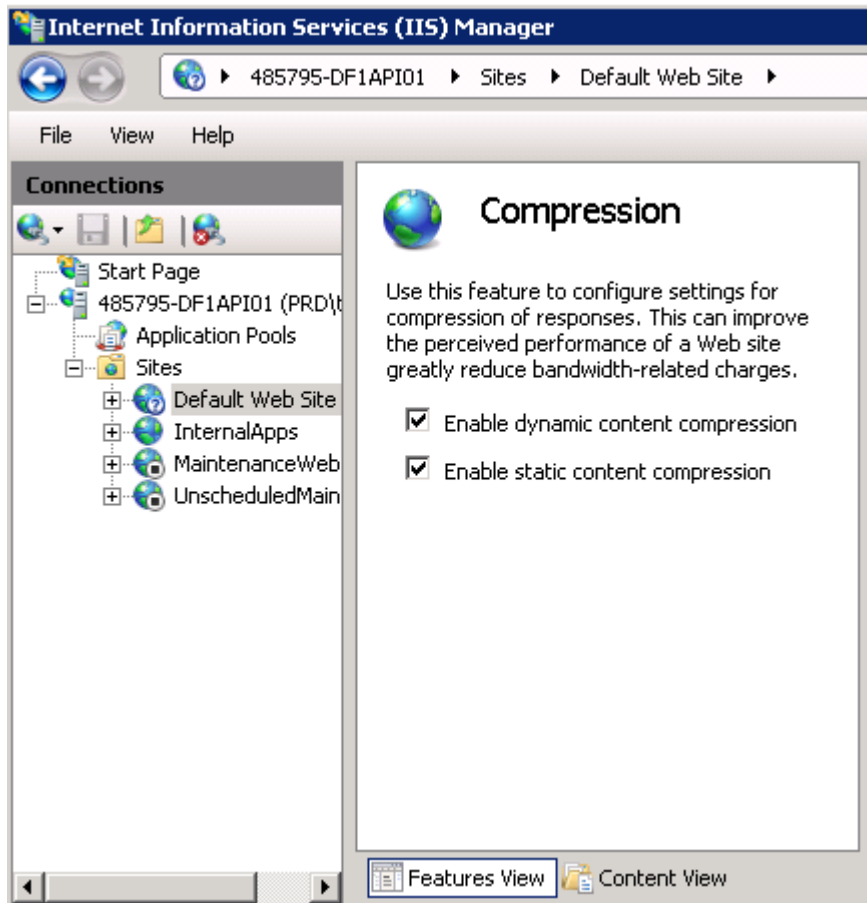 Internet Information Services (IIS) Manager
485795-DF1API01 Sites Default Web Site
File View Help
Connections
Start Page
485795-DF1API01 (PRD\t
Application Pools
Sites
Default Web Site
InternalApps
MaintenanceWeb
UnscheduledMain
Compression
Use this feature to configure settings for
compression of responses. This can improve
the perceived performance of a Web site
greatly reduce bandwidth-related charges.
Enable dynamic content compression
Enable static content compression
Features View Content View